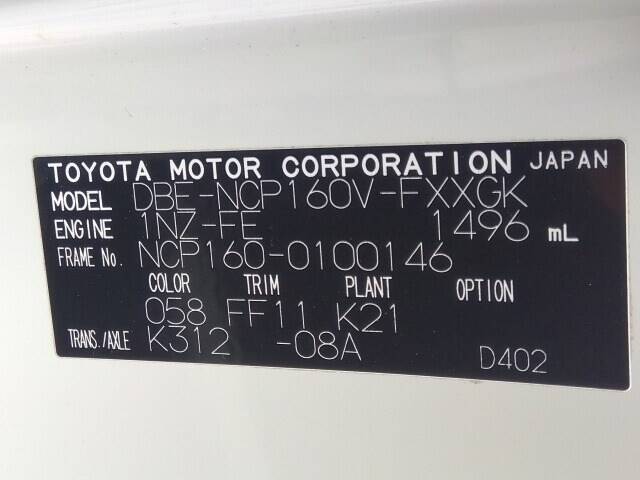 TOYOTA MOTOR CORPORATION JAPAN
MODEL DBE-NCP160V-FXXGK
ENGINE 1NZ-FE 1496 mL
FRAME No. NCP160-0100146
COLOR TRIM PLANT OPTION
058 FF11 K21
TRANS./AXLE K312 -08A D402